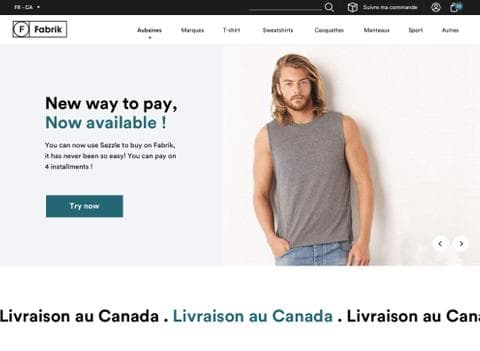 FR - CA
Suivre ma commande
F Fabrik
Aubaines Marques T-shirt Sweatshirts Casquettes Manteaux Sport Autres
New way to pay,
Now available !
You can now use Sezzle to buy on Fabrik,
it has never been so easy! You can pay on
4 installments !
Try now
Livraison au Canada . Livraison au Canada . Livraison au Cana